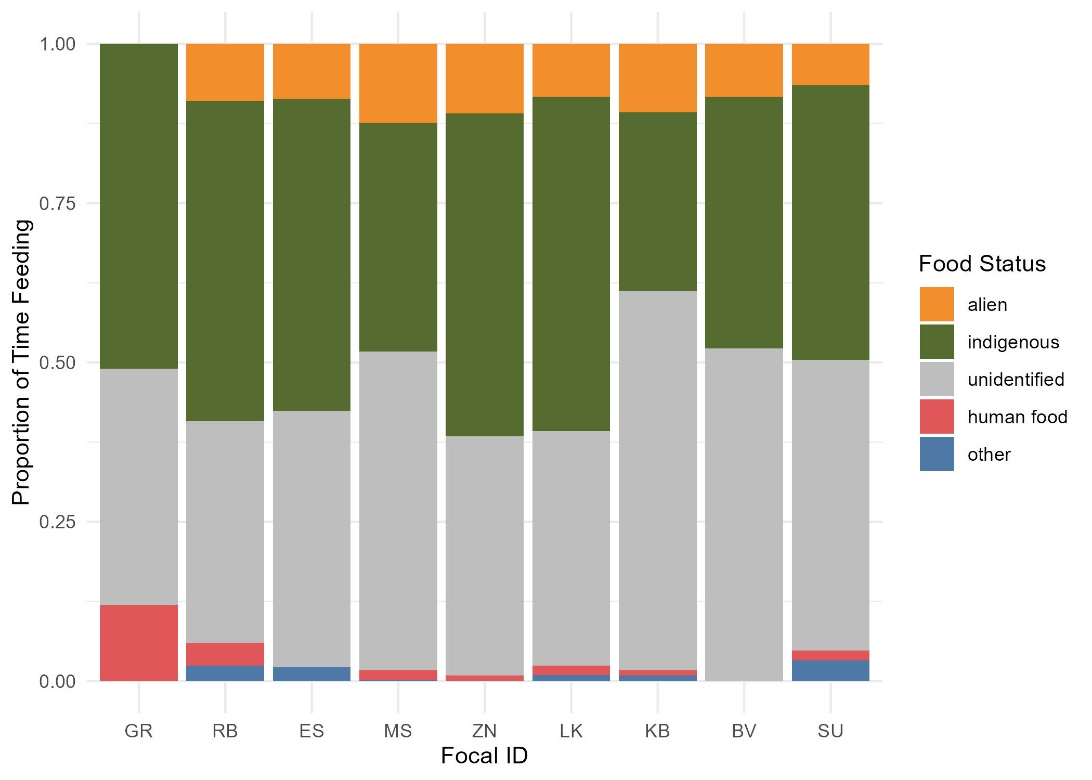 1.00
0.75
0.50
0.25
0.00
Proportion of Time Feeding
GR RB ES MS ZN LK KB BV SU
Focal ID
Food Status
alien
indigenous
unidentified
human food
other